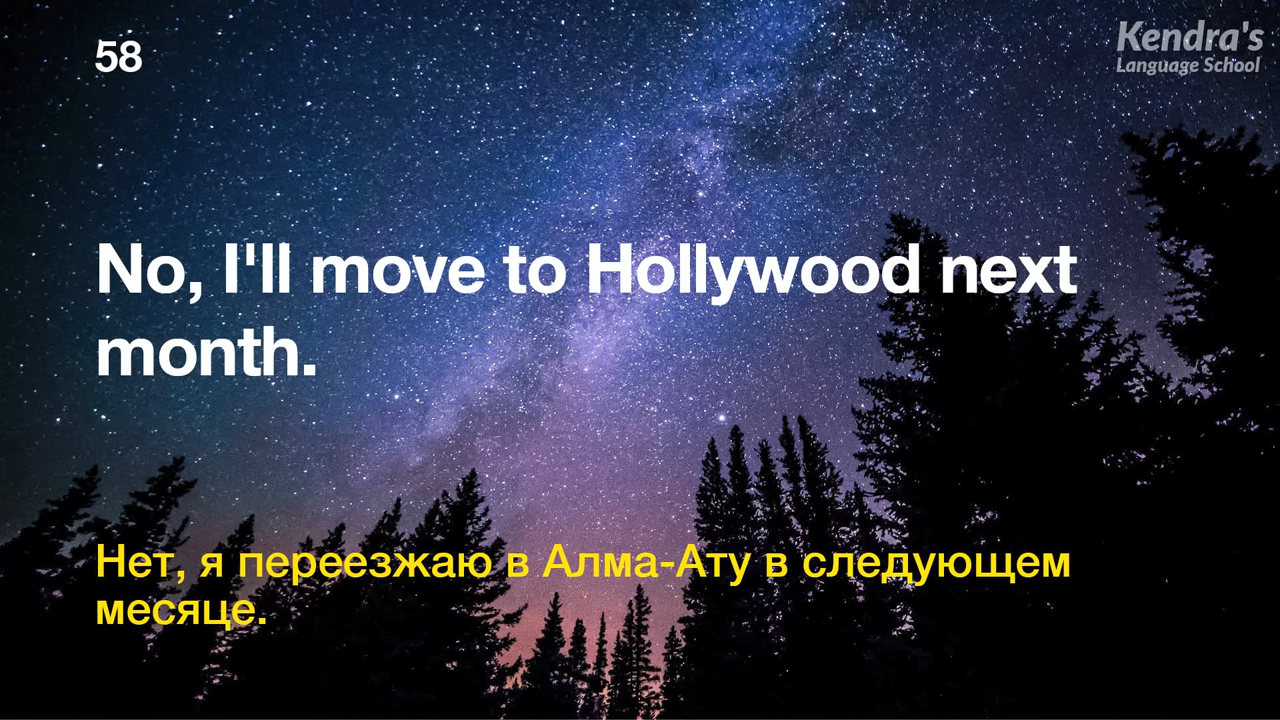 58
Kendra's
Language School
No, I'll move to Hollywood next
month.
Нет, я переезжаю в Алма-Ату в следующем
месяце.